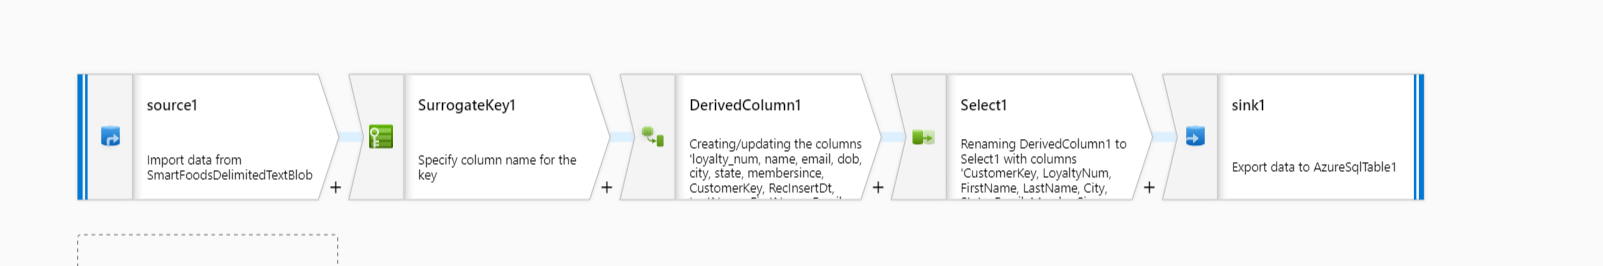 source1
Import data from
SmartFoodsDelimitedTextBlob
+
SurrogateKey1
Specify column name for the
key
+
DerivedColumn1
Creating/updating the columns
'loyalty_num, name, email, dob,
city, state, membersince,
CustomerKey, RecInsertDt,
+
Select1
Renaming DerivedColumn1 to
Select1 with columns
'CustomerKey, LoyaltyNum,
FirstName, LastName, City,
+
sink1
Export data to AzureSqlTable1